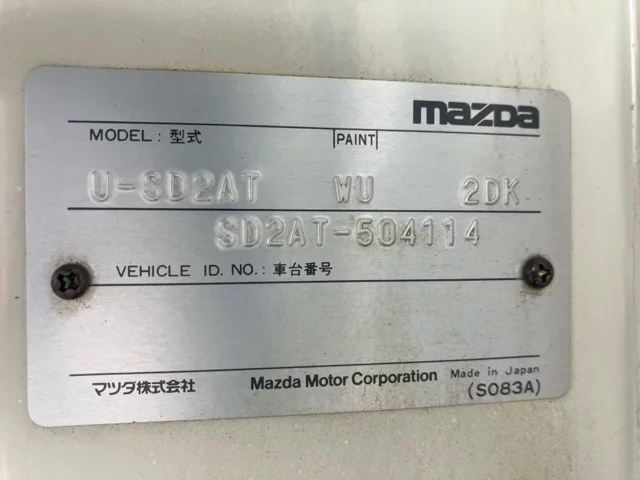 mazda
MODEL: 型式 PAINT
U-SD2AT WU 2DK
SD2AT-504114
VEHICLE ID. NO.: 車台番号
マツダ株式会社 Mazda Motor Corporation Made in Japan
(S083A)